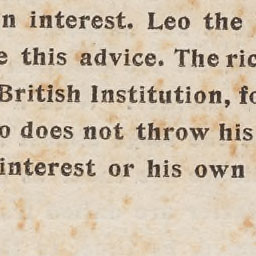 n interest. Leo the
e this advice. The ric
British Institution, fo
o does not throw his
interest or his own